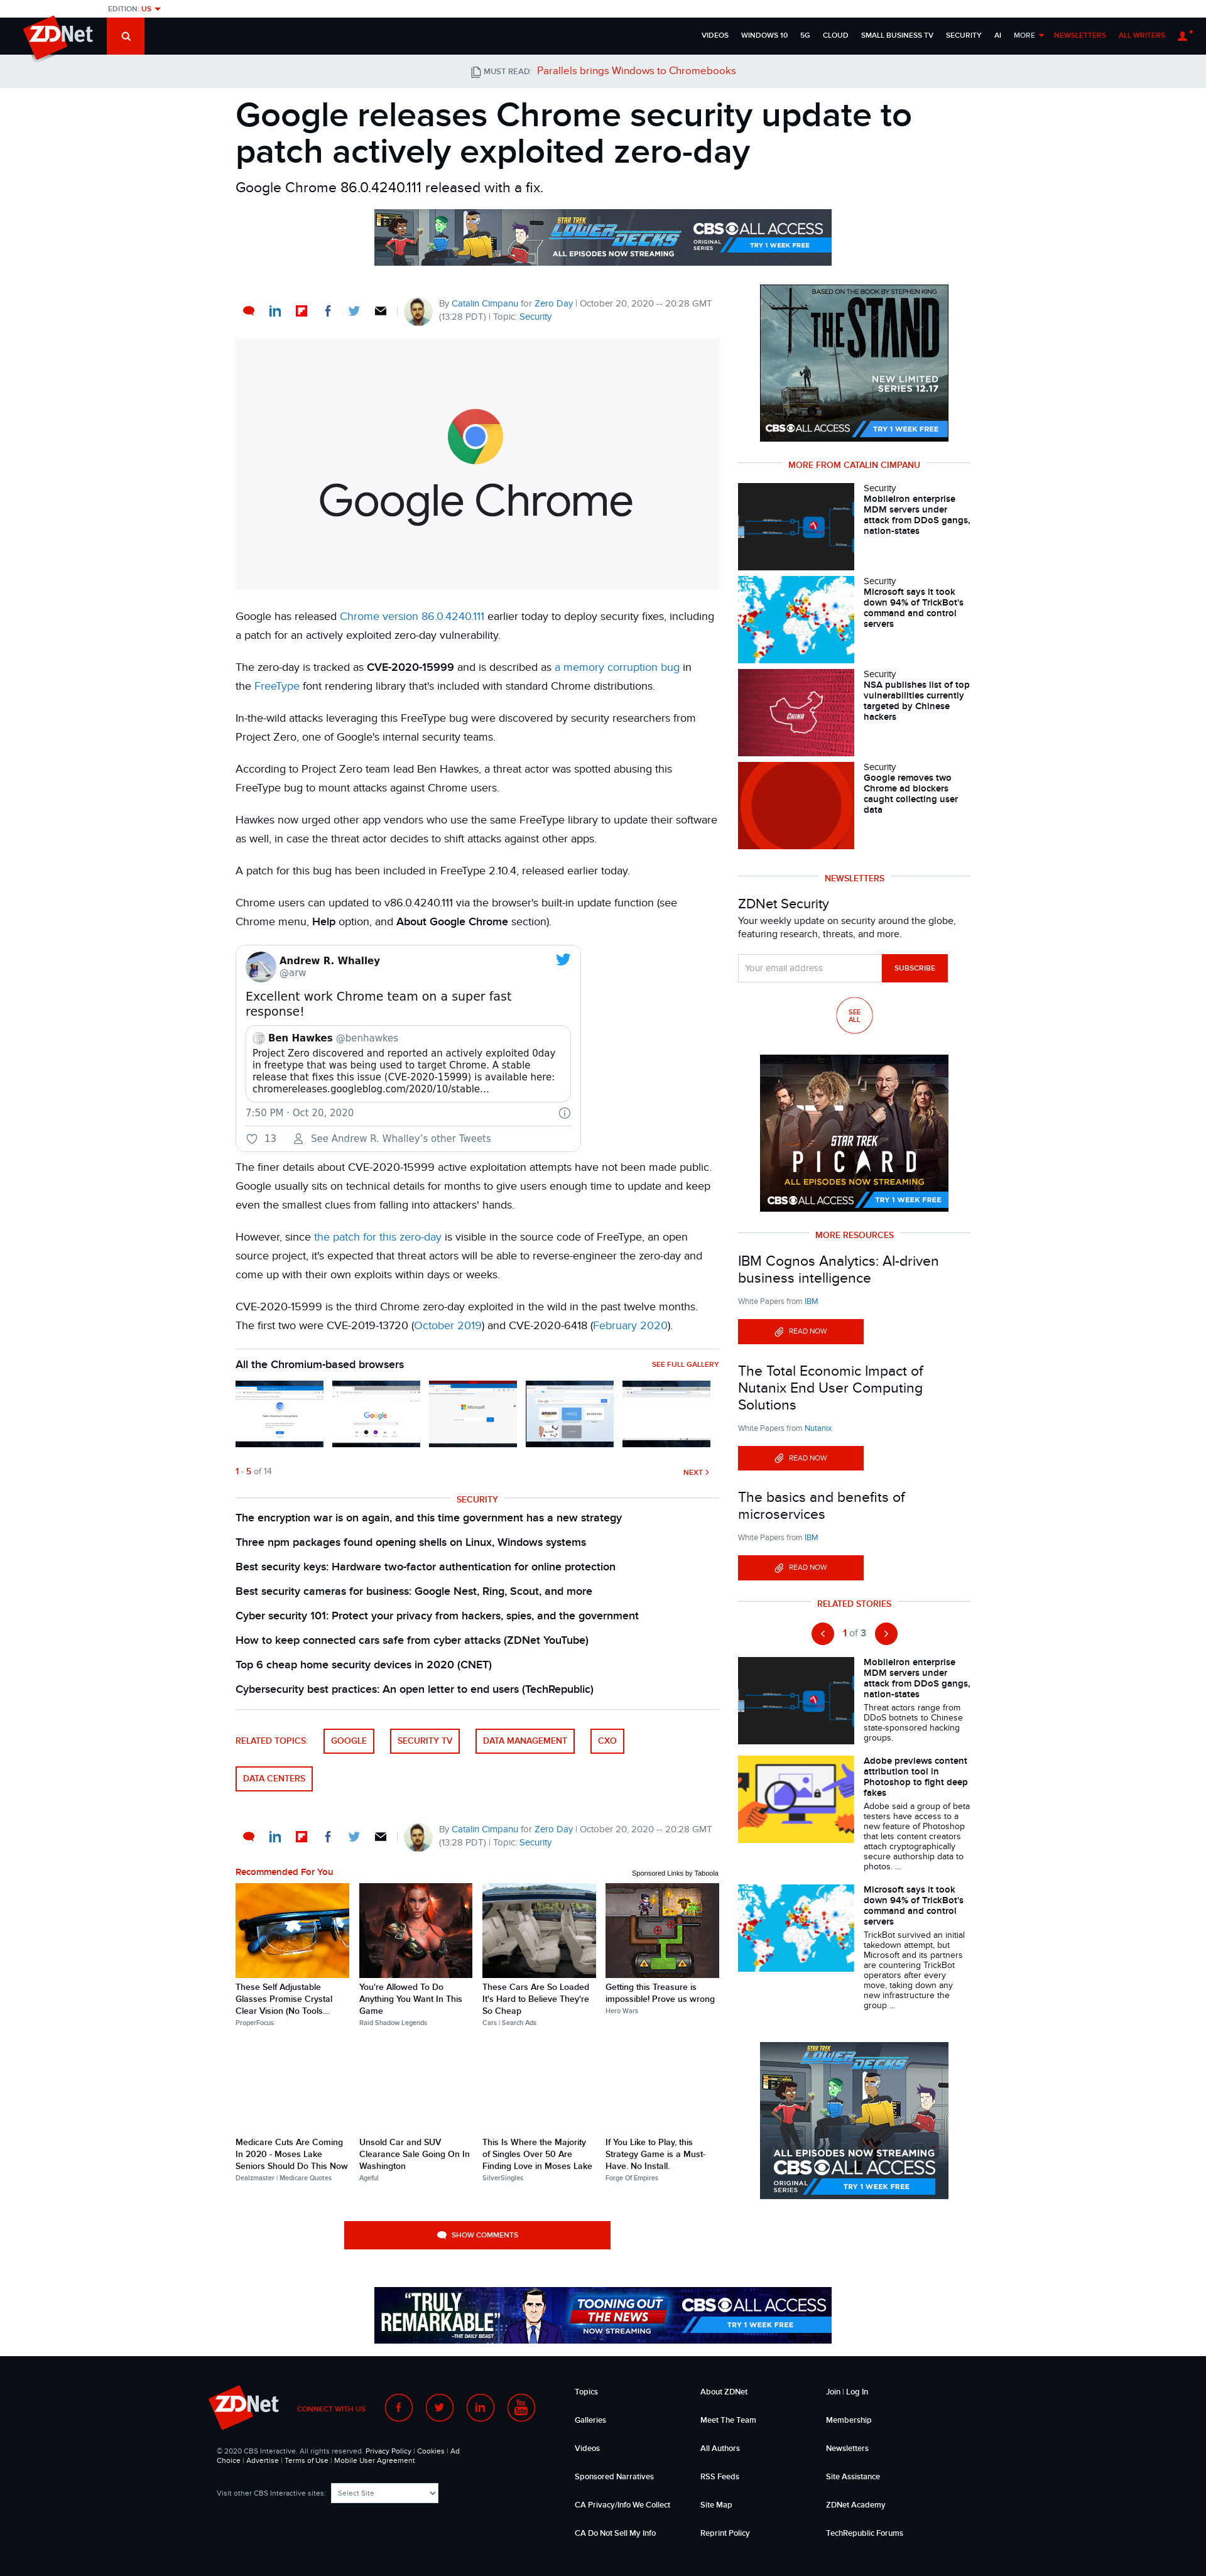 EDITION: US
ZDNet
VIDEOS WINDOWS 10 5G CLOUD SMALL BUSINESS TV SECURITY AI MORE NEWSLETTERS ALL WRITERS
MUST READ: Parallels brings Windows to Chromebooks
Google releases Chrome security update to
patch actively exploited zero-day
Google Chrome 86.0.4240.111 released with a fix.
STAR TREK
LOWER DECKS
ALL EPISODES NOW STREAMING
ORIGINAL SERIES
CBS ALL ACCESS
TRY 1 WEEK FREE
By Catalin Cimpanu for Zero Day | October 20, 2020 -- 20:28 GMT
(13:28 PDT) | Topic: Security
Google Chrome
Google has released Chrome version 86.0.4240.111 earlier today to deploy security fixes, including
a patch for an actively exploited zero-day vulnerability.
The zero-day is tracked as CVE-2020-15999 and is described as a memory corruption bug in
the FreeType font rendering library that's included with standard Chrome distributions.
In-the-wild attacks leveraging this FreeType bug were discovered by security researchers from
Project Zero, one of Google's internal security teams.
According to Project Zero team lead Ben Hawkes, a threat actor was spotted abusing this
FreeType bug to mount attacks against Chrome users.
Hawkes now urged other app vendors who use the same FreeType library to update their software
as well, in case the threat actor decides to shift attacks against other apps.
A patch for this bug has been included in FreeType 2.10.4, released earlier today.
Chrome users can updated to v86.0.4240.111 via the browser's built-in update function (see
Chrome menu, Help option, and About Google Chrome section).
Andrew R. Whalley
@arw
Excellent work Chrome team on a super fast
response!
Ben Hawkes @benhawkes
Project Zero discovered and reported an actively exploited 0day
in freetype that was being used to target Chrome. A stable
release that fixes this issue (CVE-2020-15999) is available here:
chromereleases.googleblog.com/2020/10/stable…
7:50 PM · Oct 20, 2020
13 See Andrew R. Whalley's other Tweets
The finer details about CVE-2020-15999 active exploitation attempts have not been made public.
Google usually sits on technical details for months to give users enough time to update and keep
even the smallest clues from falling into attackers' hands.
However, since the patch for this zero-day is visible in the source code of FreeType, an open
source project, it's expected that threat actors will be able to reverse-engineer the zero-day and
come up with their own exploits within days or weeks.
CVE-2020-15999 is the third Chrome zero-day exploited in the wild in the past twelve months.
The first two were CVE-2019-13720 (October 2019) and CVE-2020-6418 (February 2020).
All the Chromium-based browsers
SEE FULL GALLERY
Google
Microsoft
1 - 5 of 14
NEXT
SECURITY
The encryption war is on again, and this time government has a new strategy
Three npm packages found opening shells on Linux, Windows systems
Best security keys: Hardware two-factor authentication for online protection
Best security cameras for business: Google Nest, Ring, Scout, and more
Cyber security 101: Protect your privacy from hackers, spies, and the government
How to keep connected cars safe from cyber attacks (ZDNet YouTube)
Top 6 cheap home security devices in 2020 (CNET)
Cybersecurity best practices: An open letter to end users (TechRepublic)
RELATED TOPICS: GOOGLE SECURITY TV DATA MANAGEMENT CXO
DATA CENTERS
By Catalin Cimpanu for Zero Day | October 20, 2020 -- 20:28 GMT
(13:28 PDT) | Topic: Security
Recommended For You
Sponsored Links by Taboola
These Self Adjustable
Glasses Promise Crystal
Clear Vision (No Tools...
ProperFocus
You're Allowed To Do
Anything You Want In This
Game
Raid Shadow Legends
These Cars Are So Loaded
It's Hard to Believe They're
So Cheap
Cars | Search Ads
Getting this Treasure is
impossible! Prove us wrong
Hero Wars
Medicare Cuts Are Coming
In 2020 - Moses Lake
Seniors Should Do This Now
Dealzmaster | Medicare Quotes
Unsold Car and SUV
Clearance Sale Going On In
Washington
Ageful
This Is Where the Majority
of Singles Over 50 Are
Finding Love in Moses Lake
SilverSingles
If You Like to Play, this
Strategy Game is a Must-
Have. No Install.
Forge Of Empires
SHOW COMMENTS
BASED ON THE BOOK BY STEPHEN KING
THE STAND
NEW LIMITED
SERIES 12.17
CBS ALL ACCESS
TRY 1 WEEK FREE
MORE FROM CATALIN CIMPANU
Security
MobileIron enterprise
MDM servers under
attack from DDoS gangs,
nation-states
Security
Microsoft says it took
down 94% of TrickBot's
command and control
servers
CHINA
Security
NSA publishes list of top
vulnerabilities currently
targeted by Chinese
hackers
Security
Google removes two
Chrome ad blockers
caught collecting user
data
NEWSLETTERS
ZDNet Security
Your weekly update on security around the globe,
featuring research, threats, and more.
Your email address
SUBSCRIBE
SEE
ALL
STAR TREK
PICARD
ALL EPISODES NOW STREAMING
CBS ALL ACCESS
TRY 1 WEEK FREE
MORE RESOURCES
IBM Cognos Analytics: AI-driven
business intelligence
White Papers from IBM
READ NOW
The Total Economic Impact of
Nutanix End User Computing
Solutions
White Papers from Nutanix
READ NOW
The basics and benefits of
microservices
White Papers from IBM
READ NOW
RELATED STORIES
1 of 3
MobileIron enterprise
MDM servers under
attack from DDoS gangs,
nation-states
Threat actors range from
DDoS botnets to Chinese
state-sponsored hacking
groups.
Adobe previews content
attribution tool in
Photoshop to fight deep
fakes
Adobe said a group of beta
testers have access to a
new feature of Photoshop
that lets content creators
attach cryptographically
secure authorship data to
photos. ...
Microsoft says it took
down 94% of TrickBot's
command and control
servers
TrickBot survived an initial
takedown attempt, but
Microsoft and its partners
are countering TrickBot
operators after every
move, taking down any
new infrastructure the
group ...
STAR TREK
LOWER DECKS
ALL EPISODES NOW STREAMING
CBS ALL ACCESS
ORIGINAL
SERIES
TRY 1 WEEK FREE
"TRULY
REMARKABLE"
-THE DAILY BEAST
TOONING OUT
THE NEWS
NOW STREAMING
CBS ALL ACCESS
TRY 1 WEEK FREE
ZDNet
CONNECT WITH US
You Tube
© 2020 CBS Interactive. All rights reserved. Privacy Policy | Cookies | Ad
Choice | Advertise | Terms of Use | Mobile User Agreement
Visit other CBS Interactive sites: Select Site
Topics
Galleries
Videos
Sponsored Narratives
CA Privacy/Info We Collect
CA Do Not Sell My Info
About ZDNet
Meet The Team
All Authors
RSS Feeds
Site Map
Reprint Policy
Join | Log In
Membership
Newsletters
Site Assistance
ZDNet Academy
TechRepublic Forums